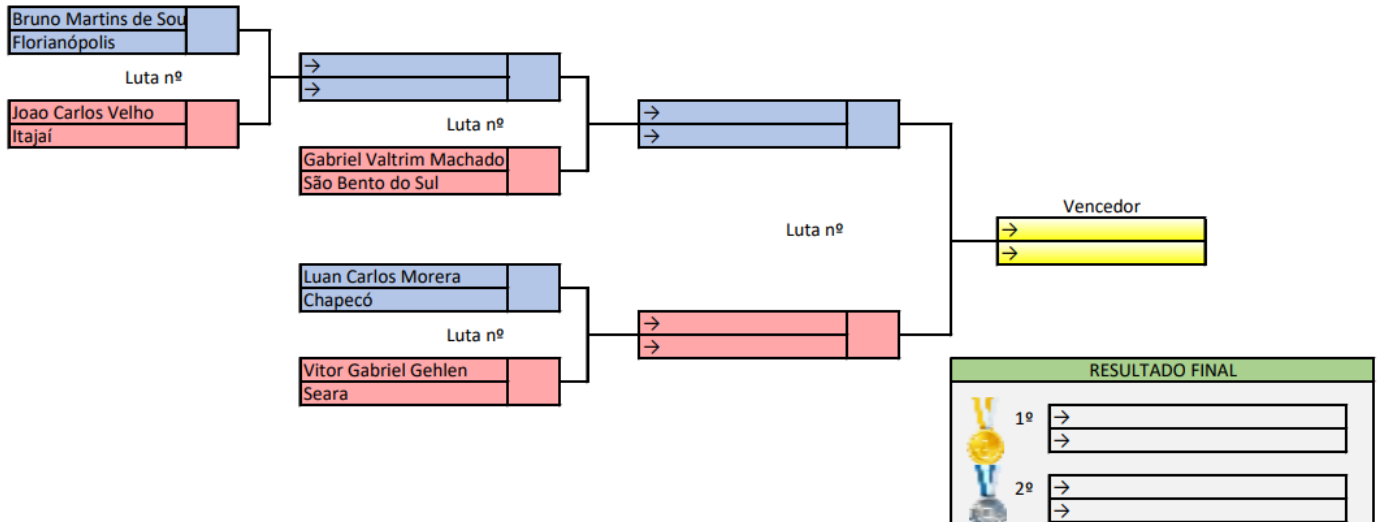 Bruno Martins de Sou
Florianópolis
Luta nº
Joao Carlos Velho
Itajaí
→
→
Luta nº
Gabriel Valtrim Machado
São Bento do Sul
→
→
Luta nº
Vencedor
→
→
Luan Carlos Morera
Chapecó
Luta nº
Vitor Gabriel Gehlen
Seara
→
→
RESULTADO FINAL
1º →
→
2º →
→